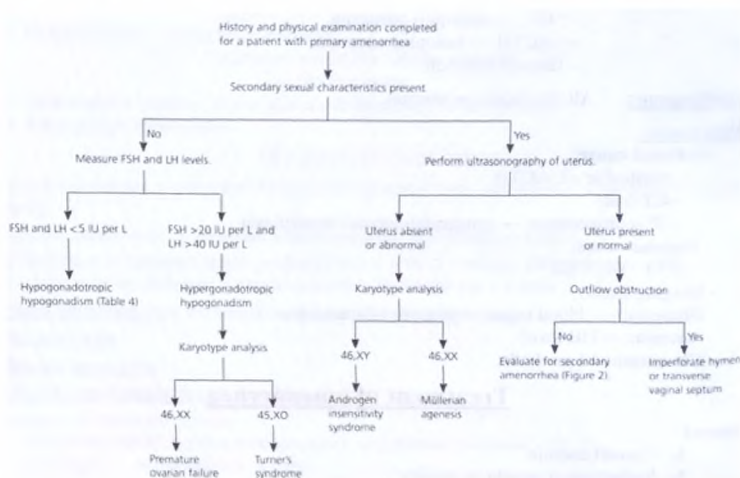 History and physical examination completed
for a patient with primary amenorrhea
Secondary sexual characteristics present
No
Yes
Measure FSH and LH levels.
Perform ultrasonography of uterus.
FSH and LH <5 IU per L
FSH >20 IU per L and
LH >40 IU per L
Uterus absent
or abnormal
Uterus present
or normal
Hypogonadotropic
hypogonadism (Table 4)
Hypergonadotropic
hypogonadism
Karyotype analysis
Outflow obstruction
Karyotype analysis
46,XY
46,XX
No
Yes
Androgen
insensitivity
syndrome
Müllerian
agenesis
Evaluate for secondary
amenorrhea (Figure 2).
Imperforate hymen
or transverse
vaginal septum
46,XX
45,XO
Premature
ovarian failure
Turner's
syndrome